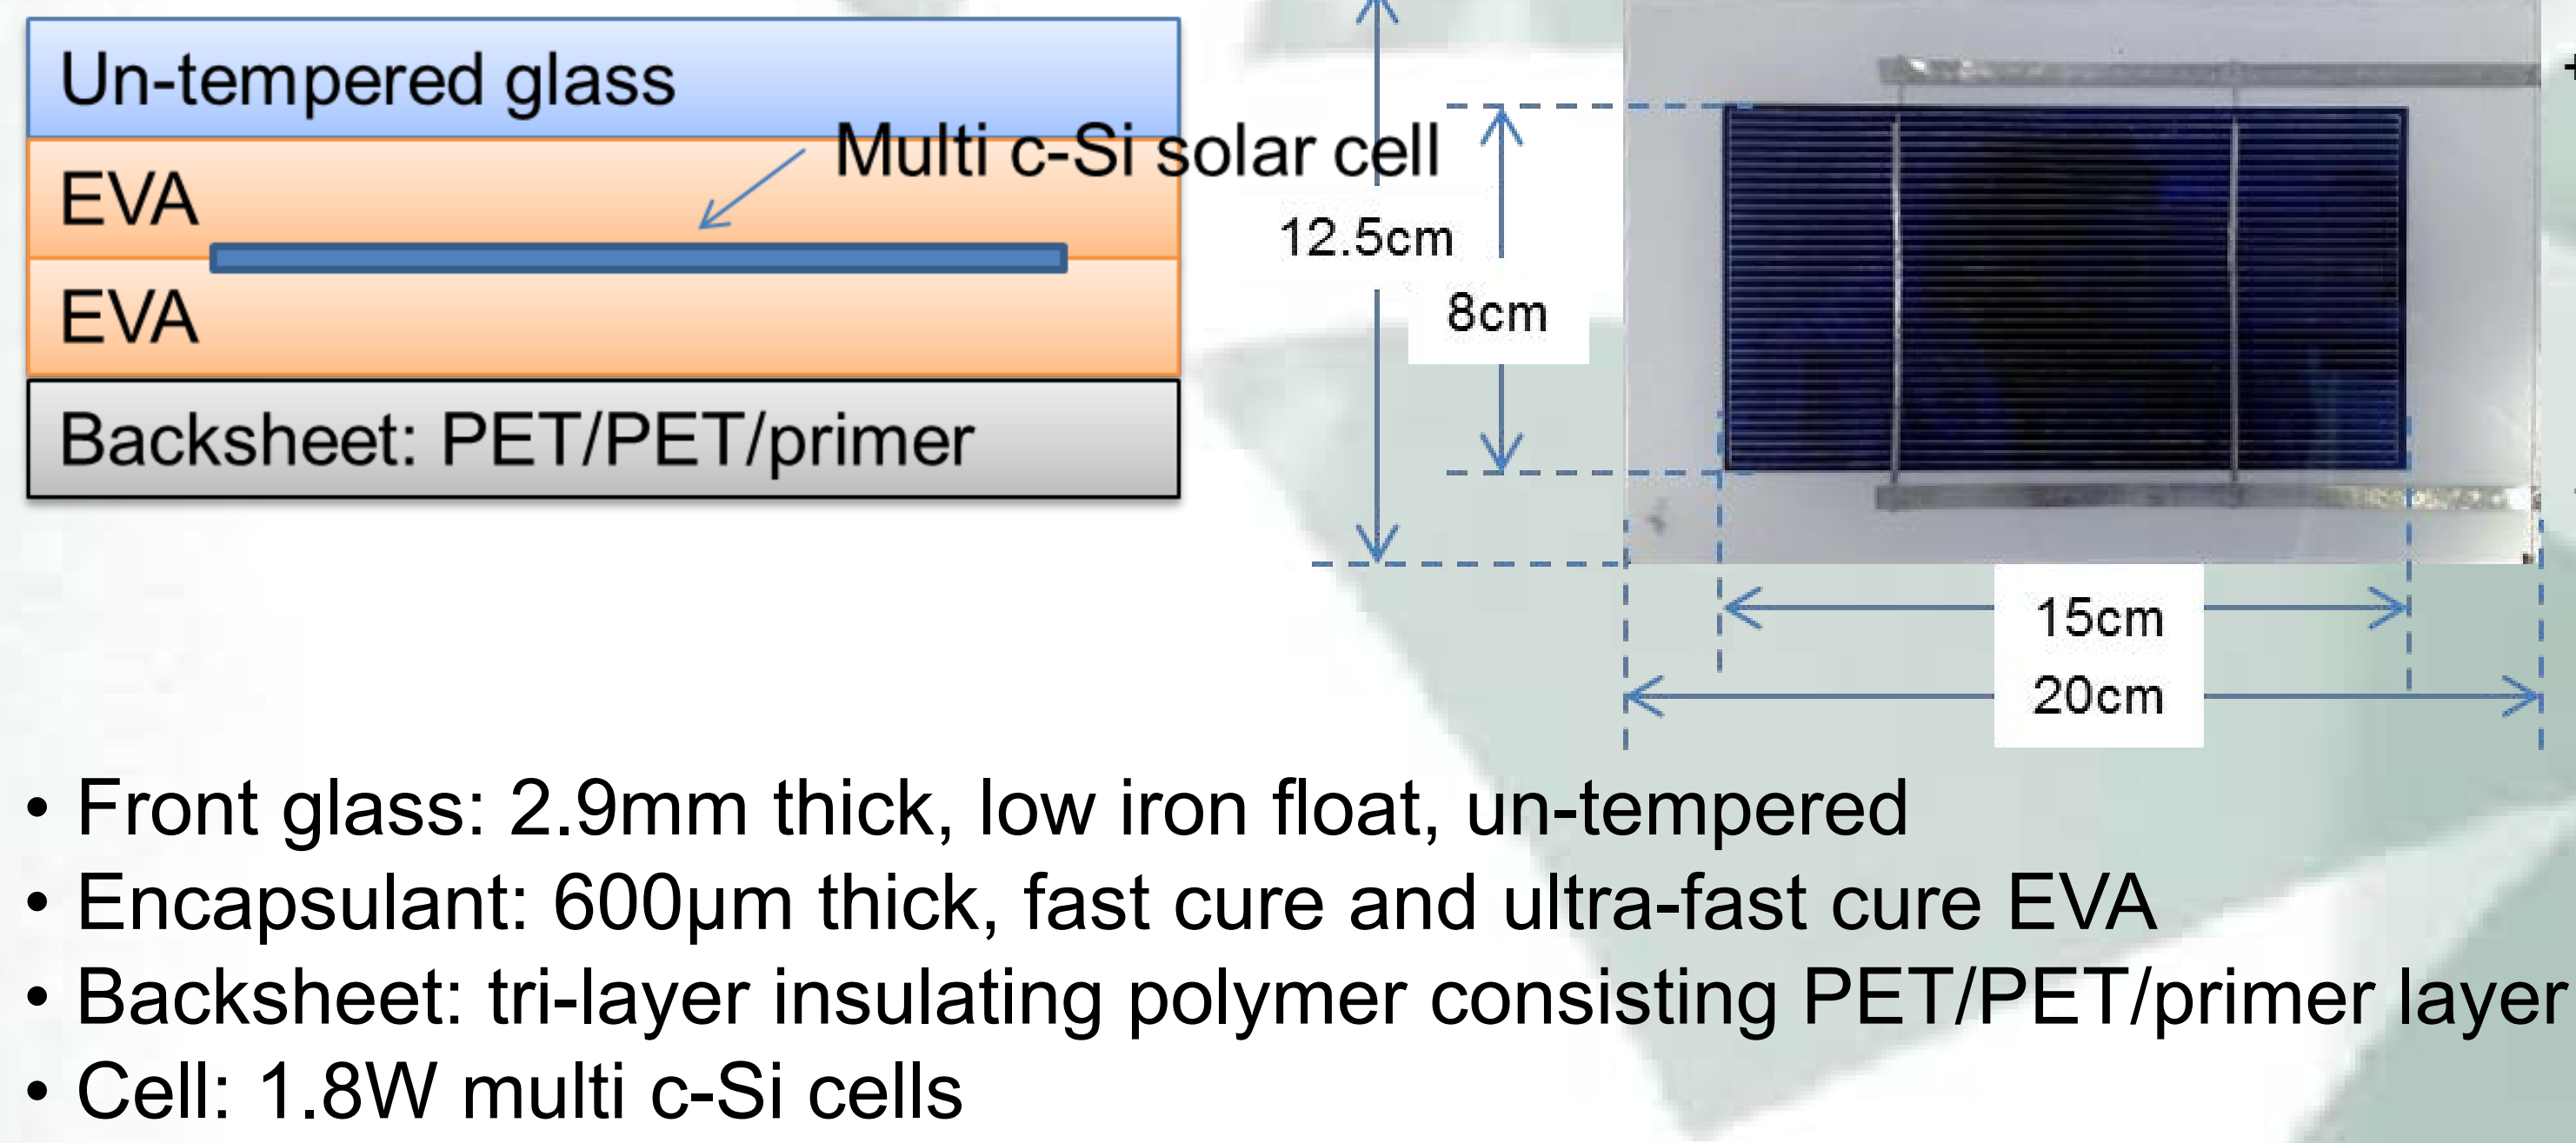 Un-tempered glass
Multi c-Si solar cell
EVA
EVA
Backsheet: PET/PET/primer
+
12.5cm
8cm
15cm
20cm
• Front glass: 2.9mm thick, low iron float, un-tempered
• Encapsulant: 600µm thick, fast cure and ultra-fast cure EVA
• Backsheet: tri-layer insulating polymer consisting PET/PET/primer layer
• Cell: 1.8W multi c-Si cells